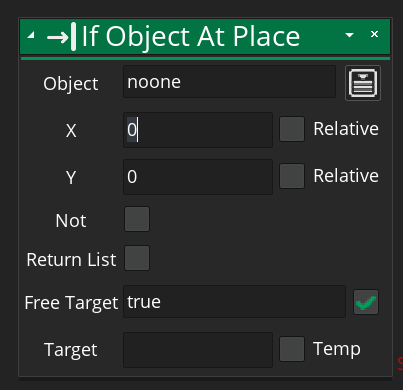 If Object At Place
Object noone
X 0 Relative
Y 0 Relative
Not
Return List
Free Target true
Target Temp